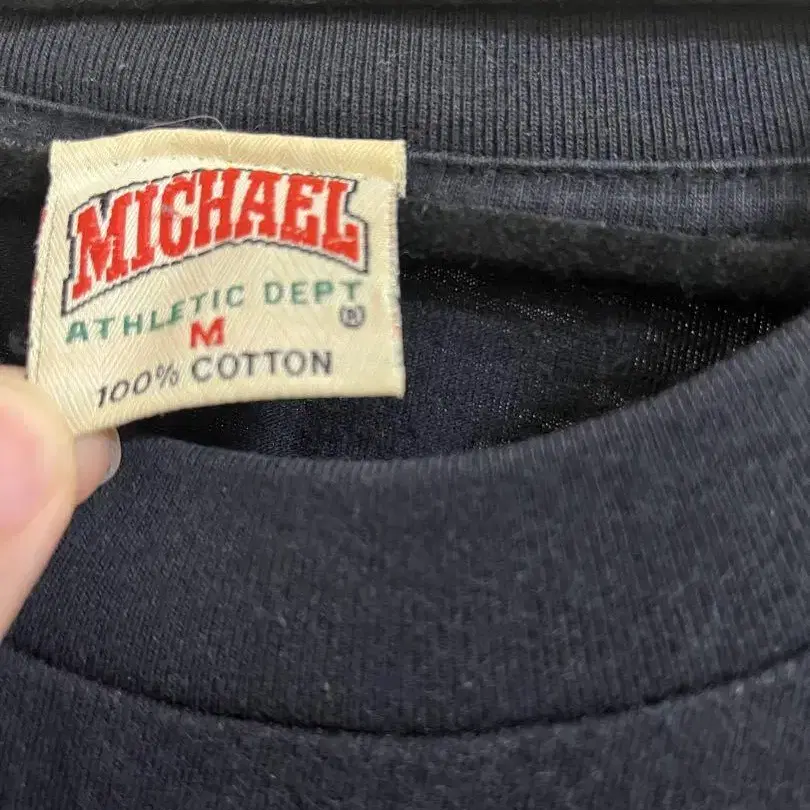 MICHAEL
ATHLETIC DEPT
®
M
100% COTTON